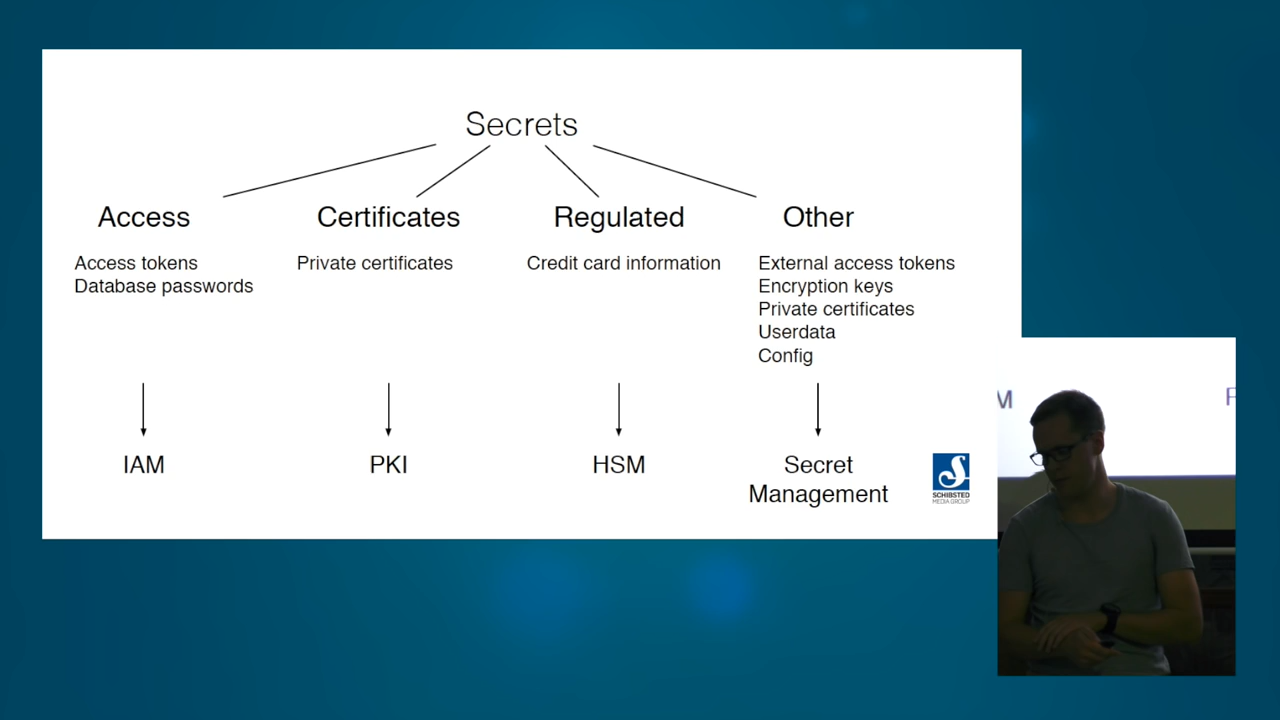 Secrets
Access
Certificates
Regulated
Other
Access tokens
Database passwords
Private certificates
Credit card information
External access tokens
Encryption keys
Private certificates
Userdata
Config
IAM
PKI
HSM
Secret
Management
SCHIBSTED
MEDIA GROUP
M